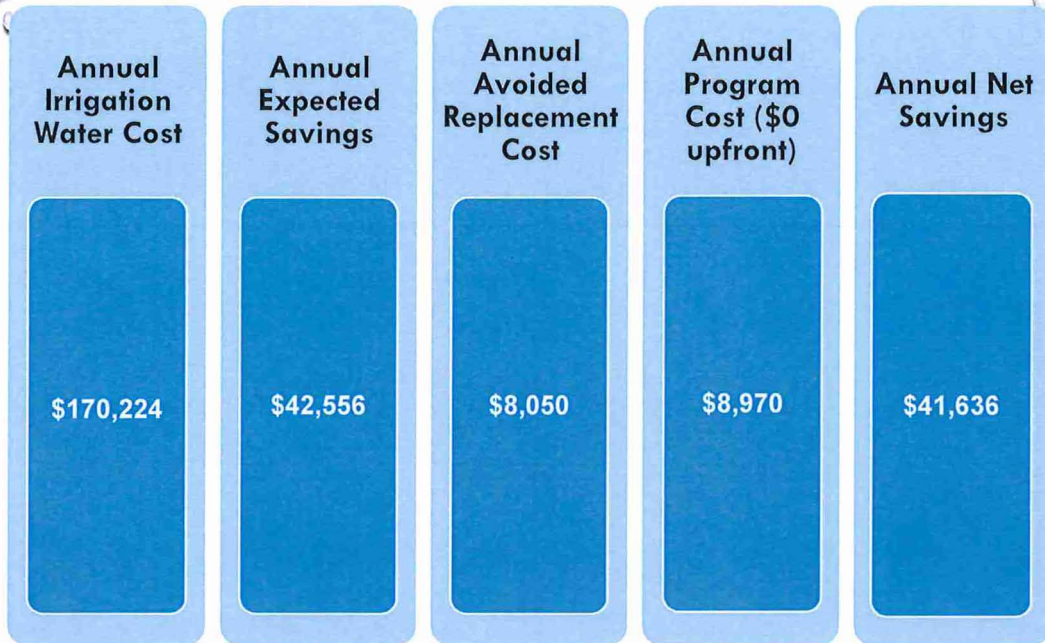 Annual
Irrigation
Water Cost
$170,224
Annual
Expected
Savings
$42,556
Annual
Avoided
Replacement
Cost
$8,050
Annual
Program
Cost ($0
upfront)
$8,970
Annual Net
Savings
$41,636